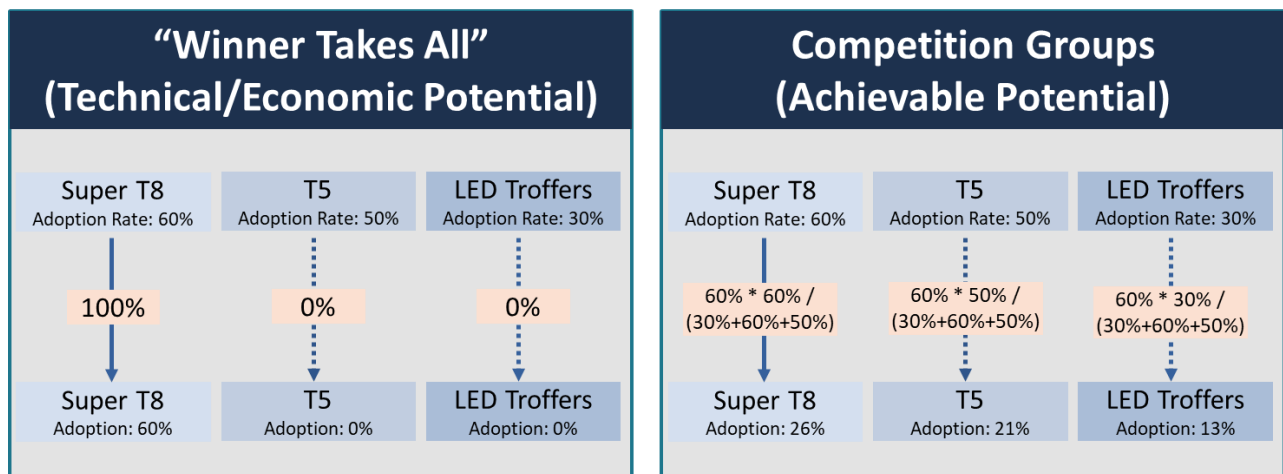 “Winner Takes All”
(Technical/Economic Potential)
Super T8
Adoption Rate: 60%
T5
Adoption Rate: 50%
LED Troffers
Adoption Rate: 30%
100%
0%
0%
Super T8
Adoption: 60%
T5
Adoption: 0%
LED Troffers
Adoption: 0%
Competition Groups
(Achievable Potential)
Super T8
Adoption Rate: 60%
T5
Adoption Rate: 50%
LED Troffers
Adoption Rate: 30%
60% * 60% /
(30%+60%+50%)
60% * 50% /
(30%+60%+50%)
60% * 30% /
(30%+60%+50%)
Super T8
Adoption: 26%
T5
Adoption: 21%
LED Troffers
Adoption: 13%